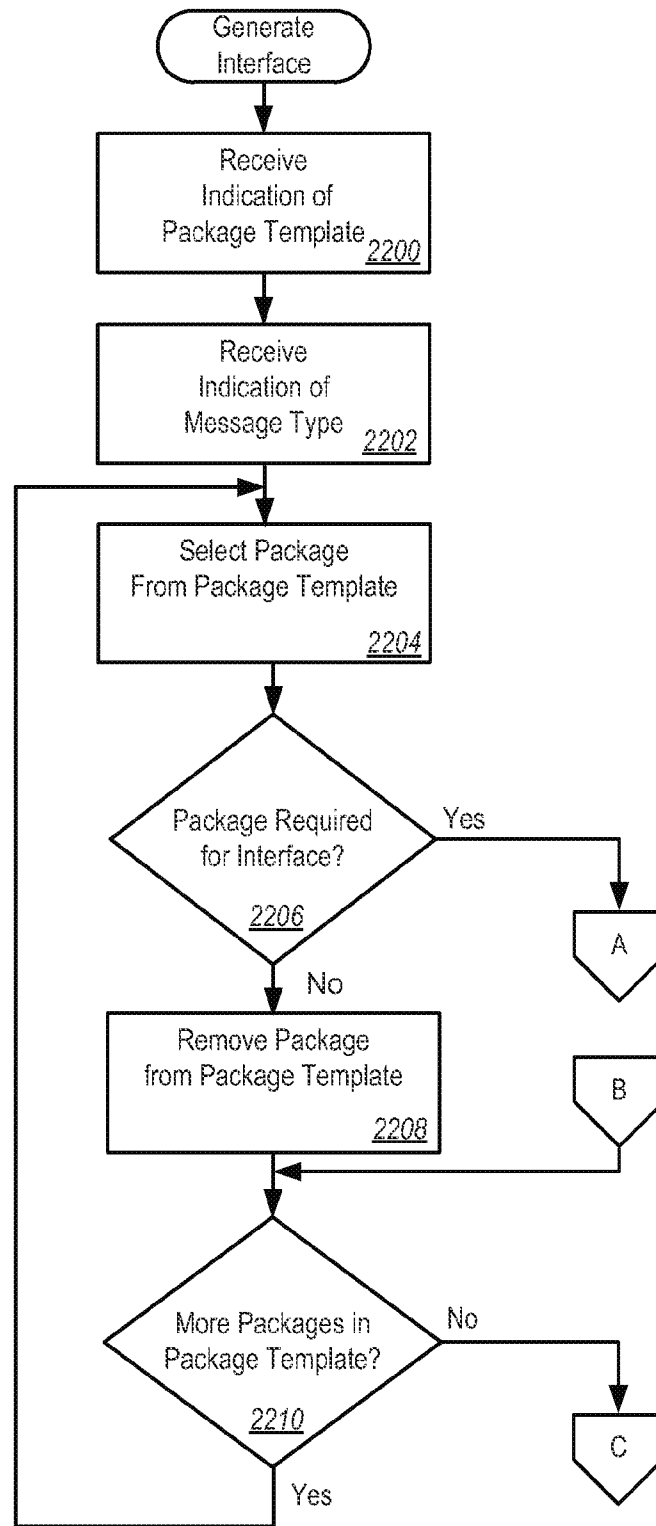 Generate
Interface
Receive
Indication of
Package Template
2200
Receive
Indication of
Message Type
2202
Select Package
From Package Template
2204
Package Required
for Interface?
2206
Yes
A
No
Remove Package
from Package Template
2208
B
More Packages in
Package Template?
2210
No
C
Yes